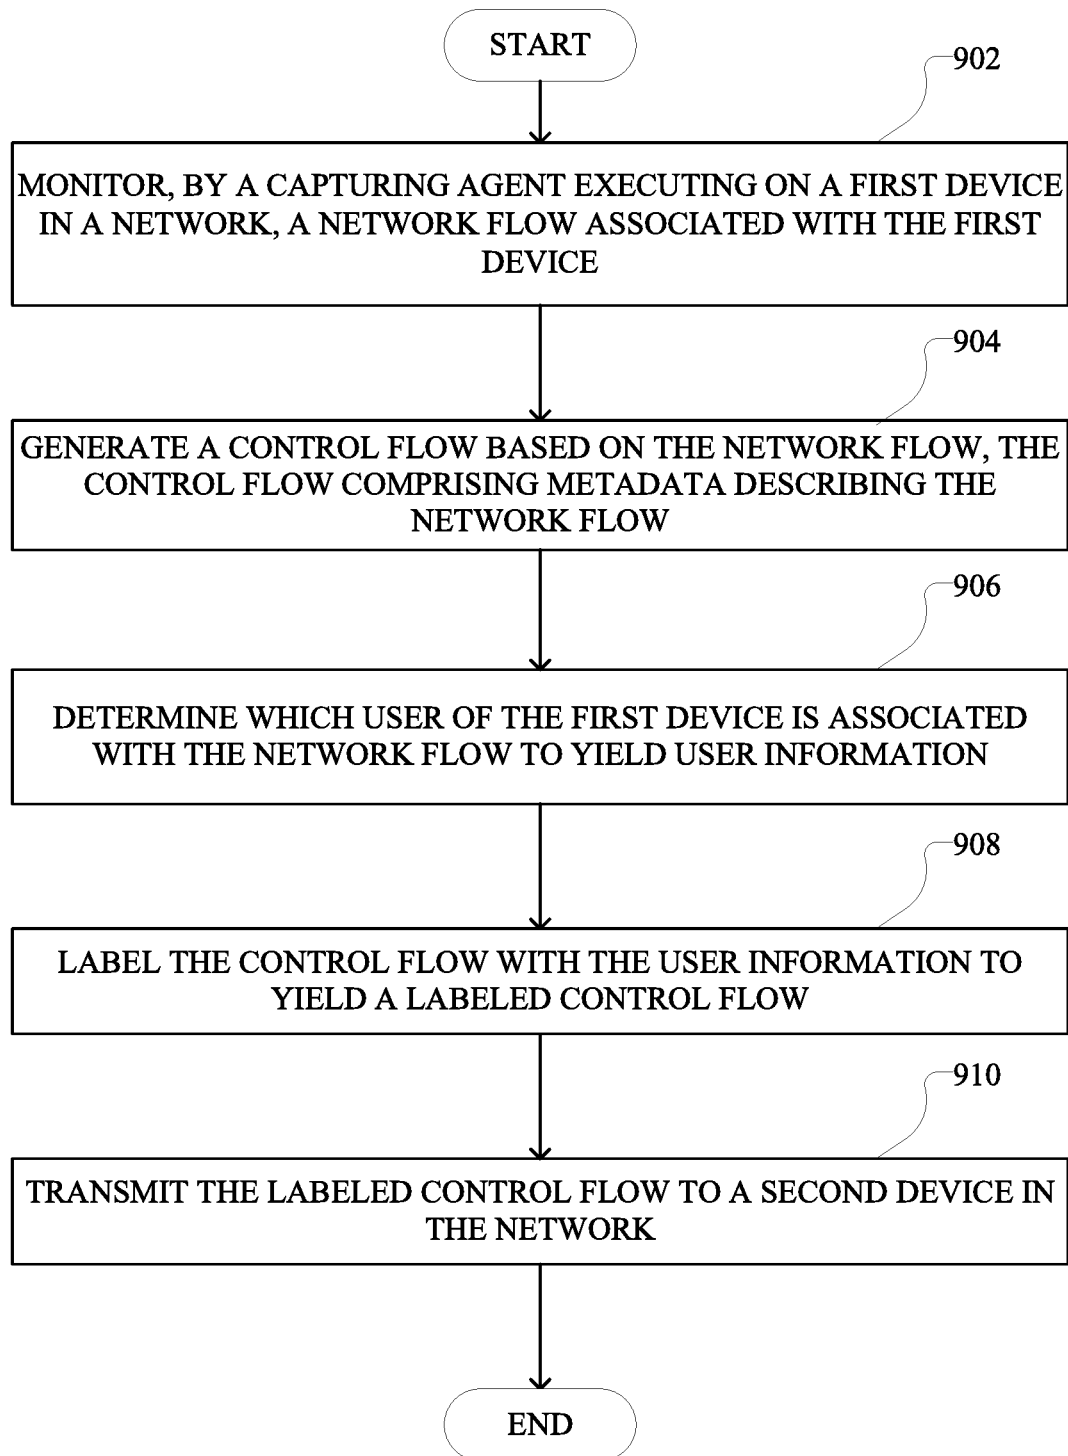 START
902
MONITOR, BY A CAPTURING AGENT EXECUTING ON A FIRST DEVICE
IN A NETWORK, A NETWORK FLOW ASSOCIATED WITH THE FIRST
DEVICE
904
GENERATE A CONTROL FLOW BASED ON THE NETWORK FLOW, THE
CONTROL FLOW COMPRISING METADATA DESCRIBING THE
NETWORK FLOW
906
DETERMINE WHICH USER OF THE FIRST DEVICE IS ASSOCIATED
WITH THE NETWORK FLOW TO YIELD USER INFORMATION
908
LABEL THE CONTROL FLOW WITH THE USER INFORMATION TO
YIELD A LABELED CONTROL FLOW
910
TRANSMIT THE LABELED CONTROL FLOW TO A SECOND DEVICE IN
THE NETWORK
END